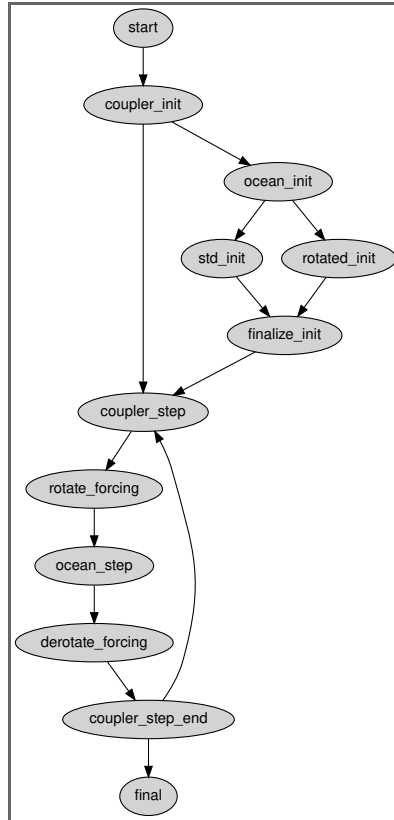 start
coupler_init
ocean_init
std_init
rotated_init
finalize_init
coupler_step
rotate_forcing
ocean_step
derotate_forcing
coupler_step_end
final